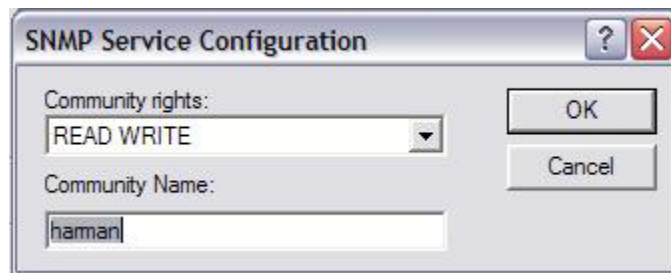 SNMP Service Configuration
Community rights:
READ WRITE
OK
Cancel
Community Name:
harman